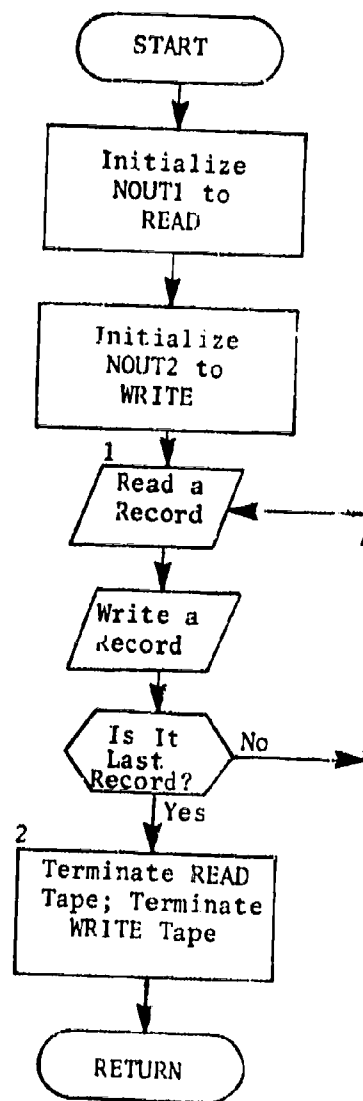 START
Initialize
NOUT1 to
READ
Initialize
NOUT2 to
WRITE
1
Read a
Record
Write a
Record
Is It
Last
Record?
No
Yes
2
Terminate READ
Tape; Terminate
WRITE Tape
RETURN